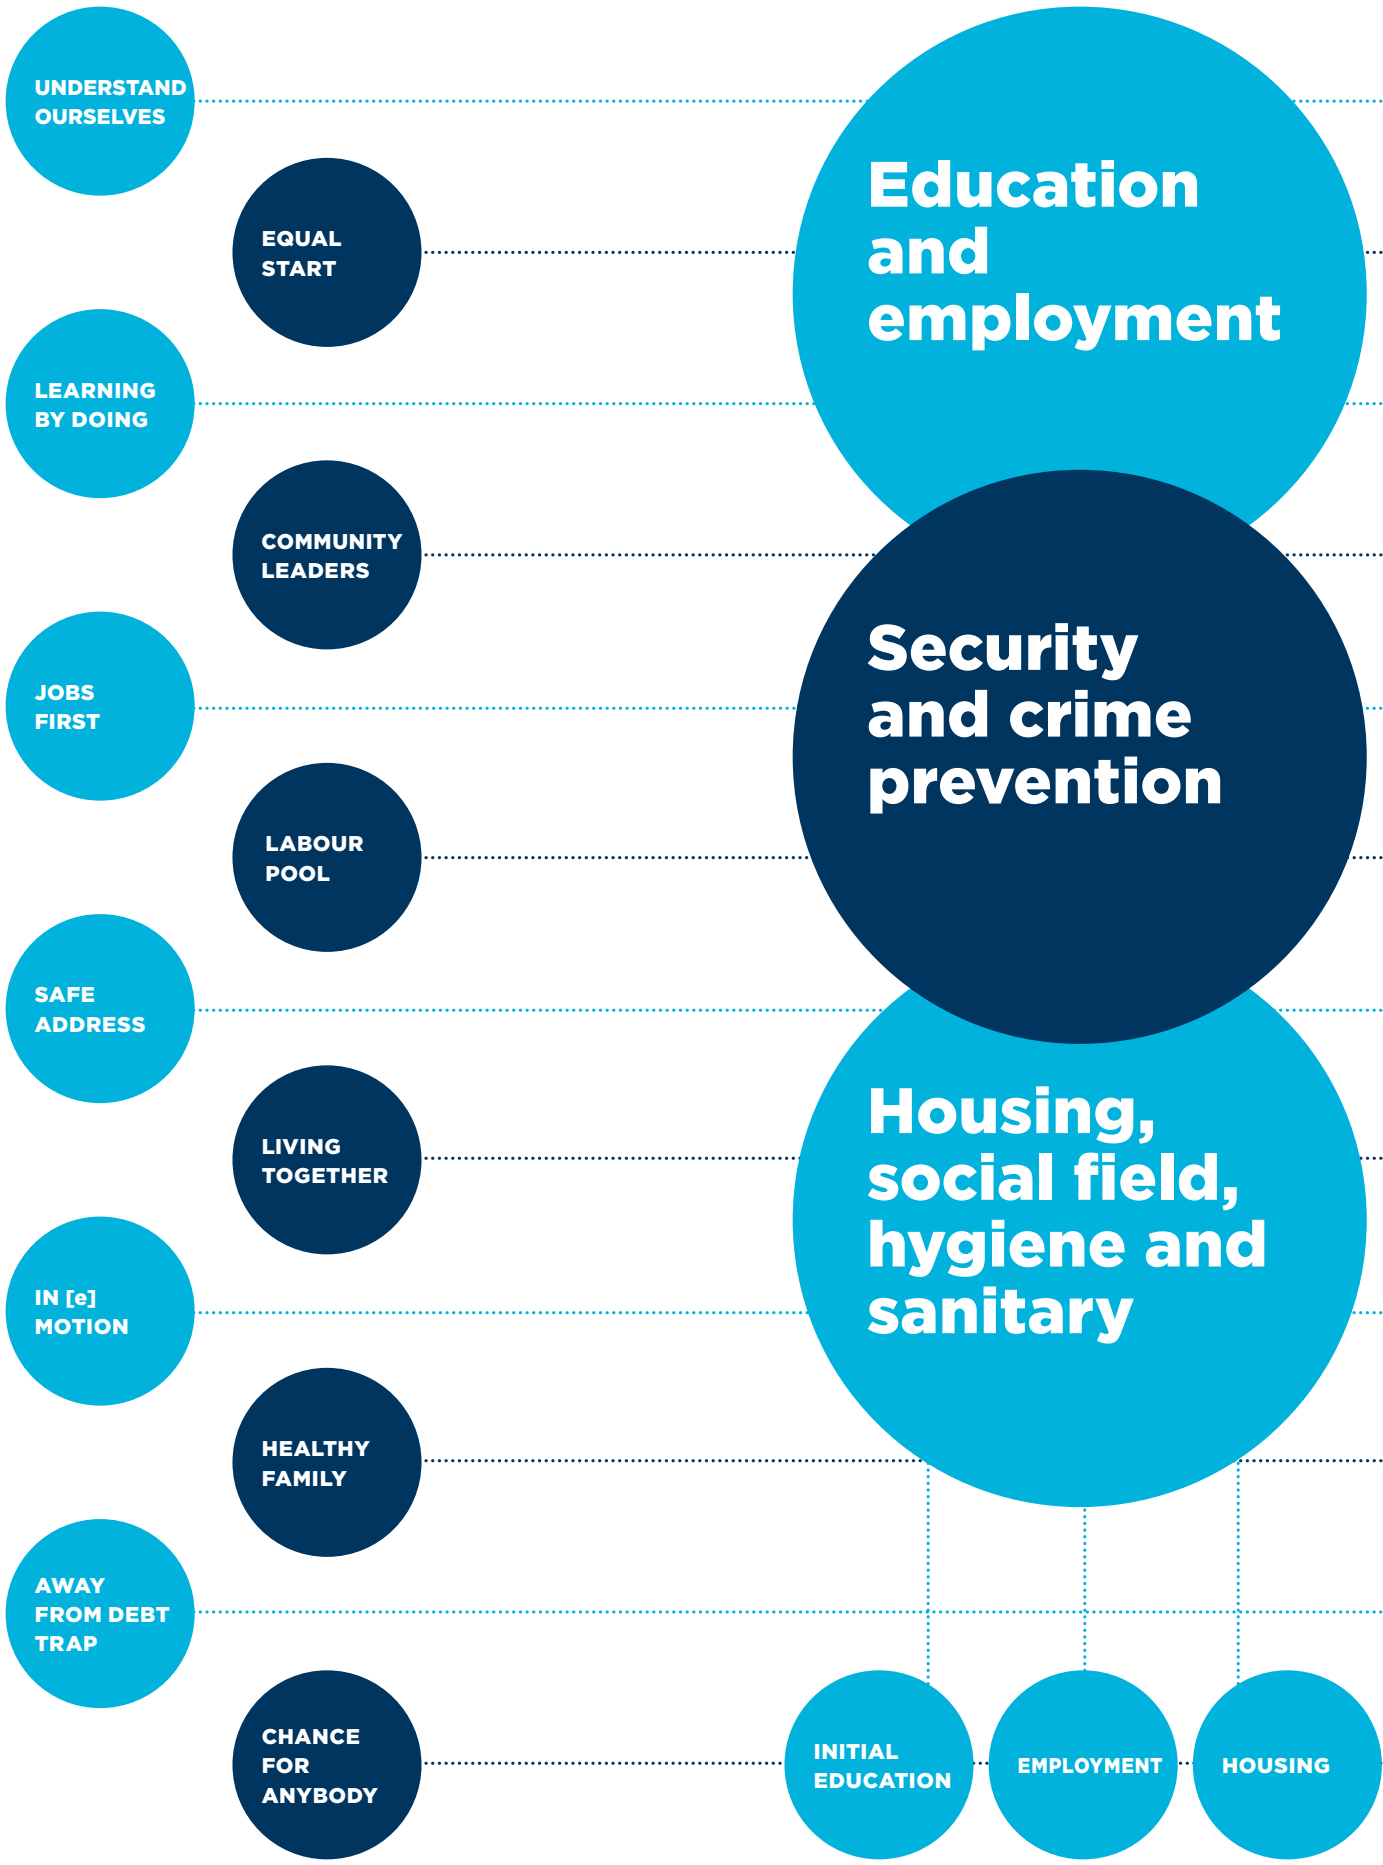 UNDERSTAND
OURSELVES
EQUAL
START
LEARNING
BY DOING
COMMUNITY
LEADERS
JOBS
FIRST
LABOUR
POOL
SAFE
ADDRESS
LIVING
TOGETHER
IN [e]
MOTION
HEALTHY
FAMILY
AWAY
FROM DEBT
TRAP
CHANCE
FOR
ANYBODY
Education
and
employment
Security
and crime
prevention
Housing,
social field,
hygiene and
sanitary
INITIAL
EDUCATION
EMPLOYMENT
HOUSING